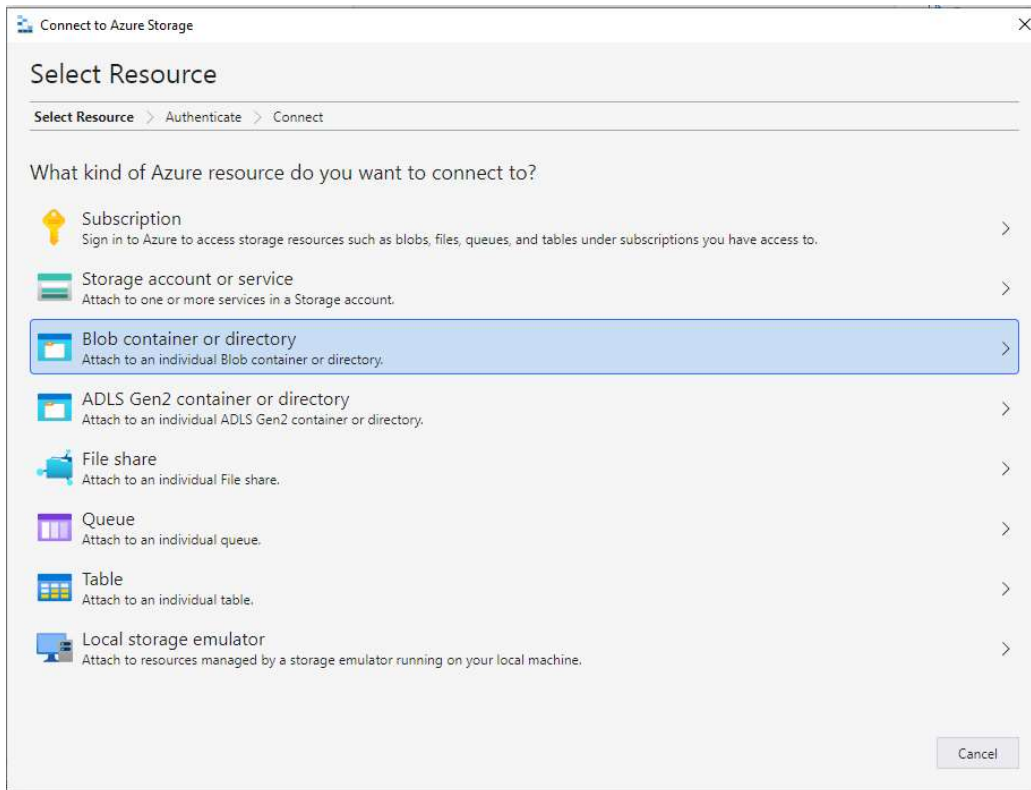 Connect to Azure Storage
Select Resource
Select Resource > Authenticate > Connect
What kind of Azure resource do you want to connect to?
Subscription
Sign in to Azure to access storage resources such as blobs, files, queues, and tables under subscriptions you have access to.
Storage account or service
Attach to one or more services in a Storage account.
Blob container or directory
Attach to an individual Blob container or directory.
ADLS Gen2 container or directory
Attach to an individual ADLS Gen2 container or directory.
File share
Attach to an individual File share.
Queue
Attach to an individual queue.
Table
Attach to an individual table.
Local storage emulator
Attach to resources managed by a storage emulator running on your local machine.
Cancel